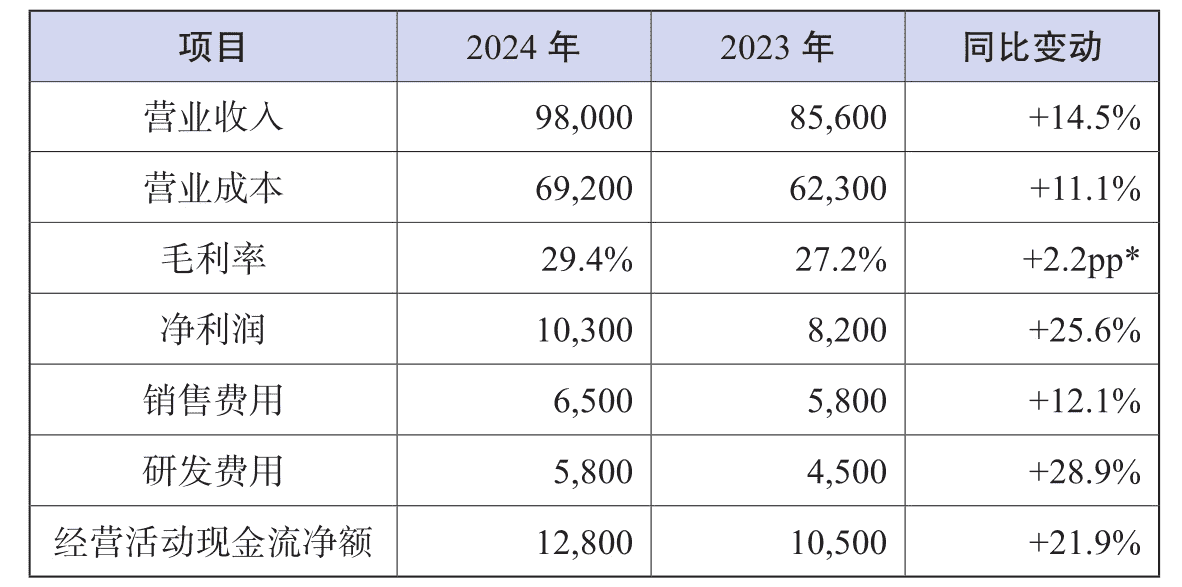 项目 2024 年 2023 年 同比变动
营业收入 98,000 85,600 +14.5%
营业成本 69,200 62,300 +11.1%
毛利率 29.4% 27.2% +2.2pp*
净利润 10,300 8,200 +25.6%
销售费用 6,500 5,800 +12.1%
研发费用 5,800 4,500 +28.9%
经营活动现金流净额 12,800 10,500 +21.9%